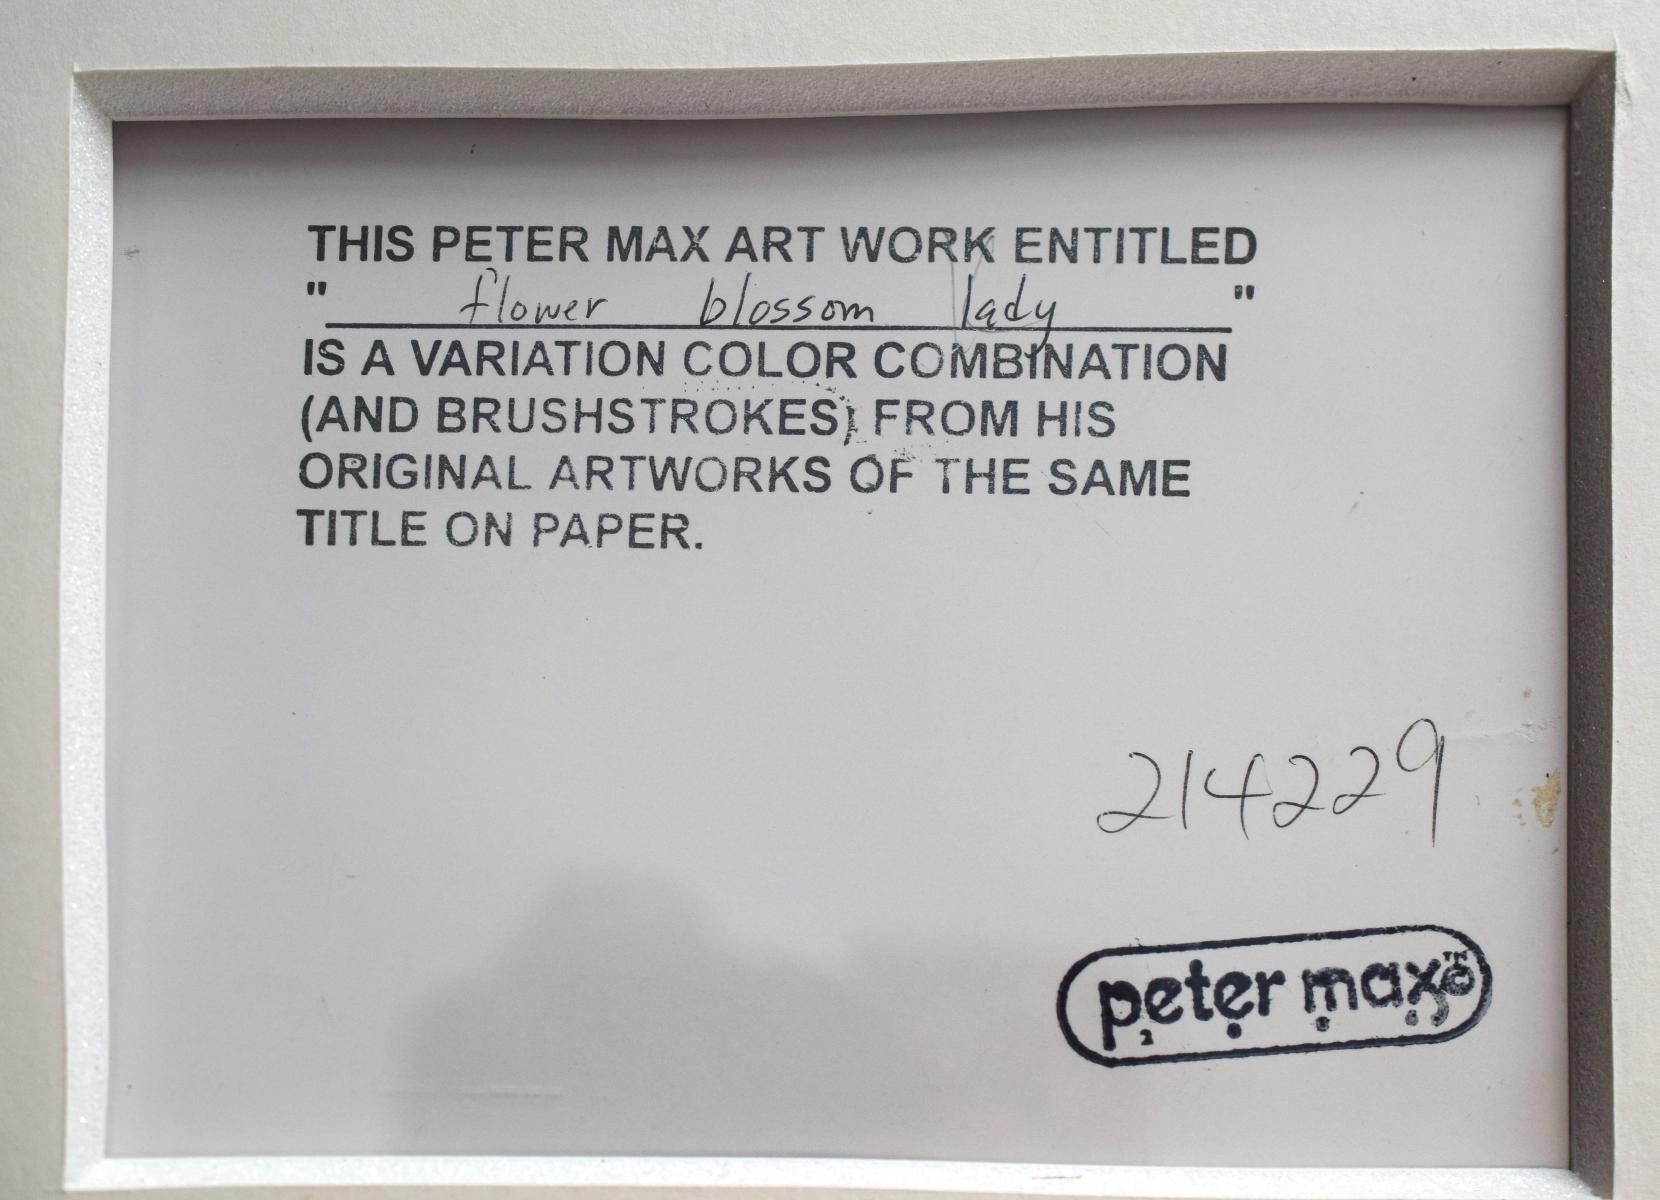 THIS PETER MAX ART WORK ENTITLED
" flower blossom lady "
IS A VARIATION COLOR COMBINATION
(AND BRUSHSTROKES) FROM HIS
ORIGINAL ARTWORKS OF THE SAME
TITLE ON PAPER.
214229
peter max